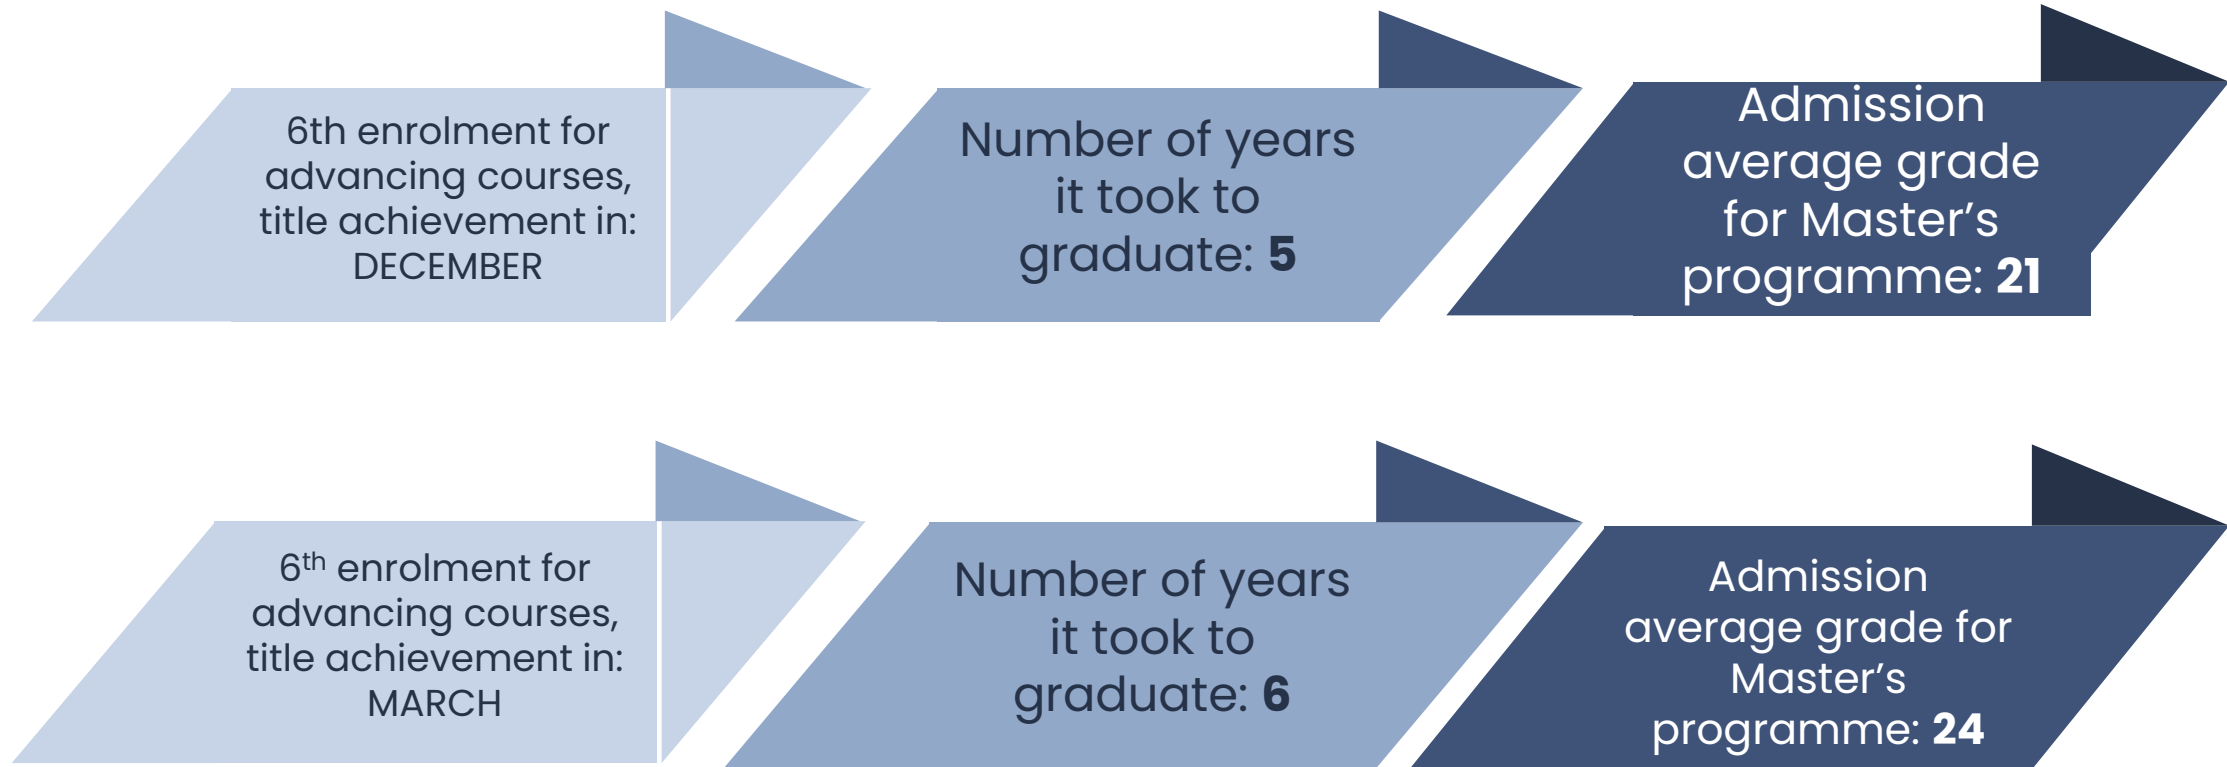 6th enrolment for
advancing courses,
title achievement in:
DECEMBER
Number of years
it took to
graduate: 5
Admission
average grade
for Master’s
programme: 21
6th enrolment for
advancing courses,
title achievement in:
MARCH
Number of years
it took to
graduate: 6
Admission
average grade for
Master’s
programme: 24